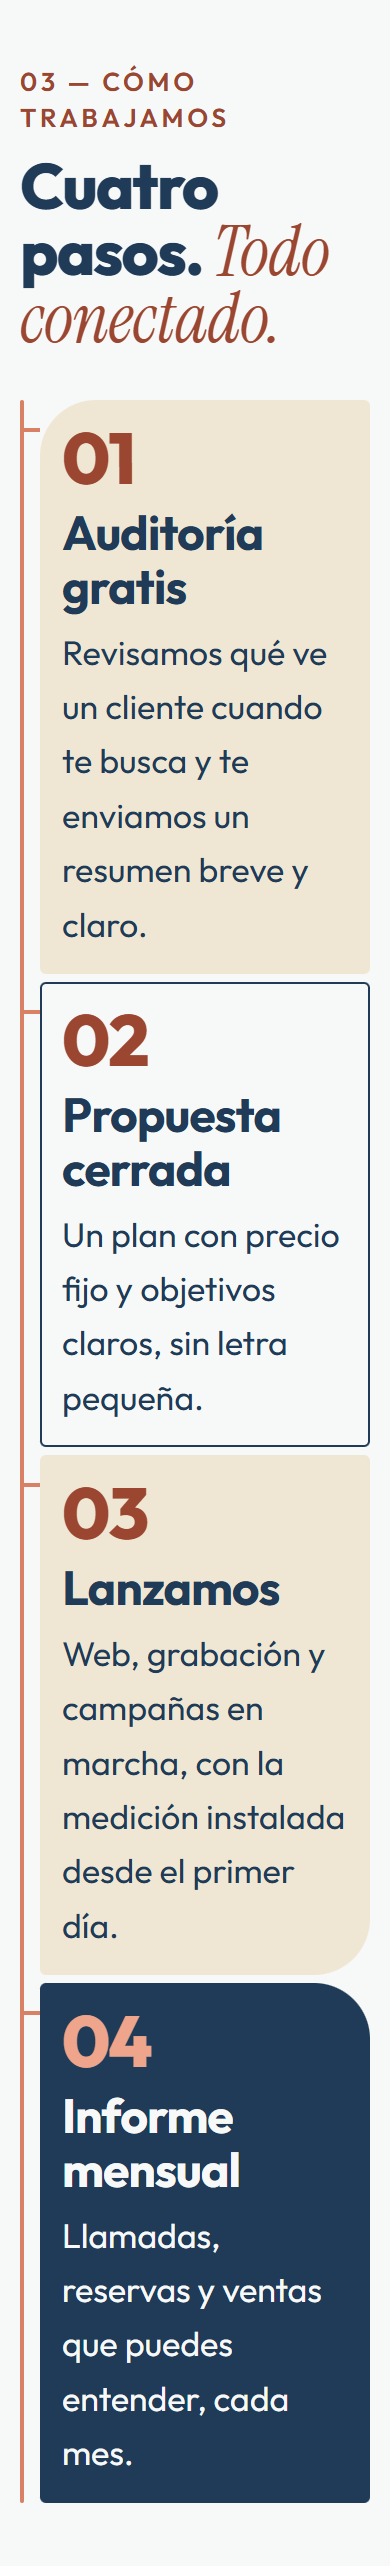 03 — CÓMO
TRABAJAMOS
Cuatro
pasos. Todo
conectado.
01
Auditoría
gratis
Revisamos qué ve
un cliente cuando
te busca y te
enviamos un
resumen breve y
claro.
02
Propuesta
cerrada
Un plan con precio
fijo y objetivos
claros, sin letra
pequeña.
03
Lanzamos
Web, grabación y
campañas en
marcha, con la
medición instalada
desde el primer
día.
04
Informe
mensual
Llamadas,
reservas y ventas
que puedes
entender, cada
mes.